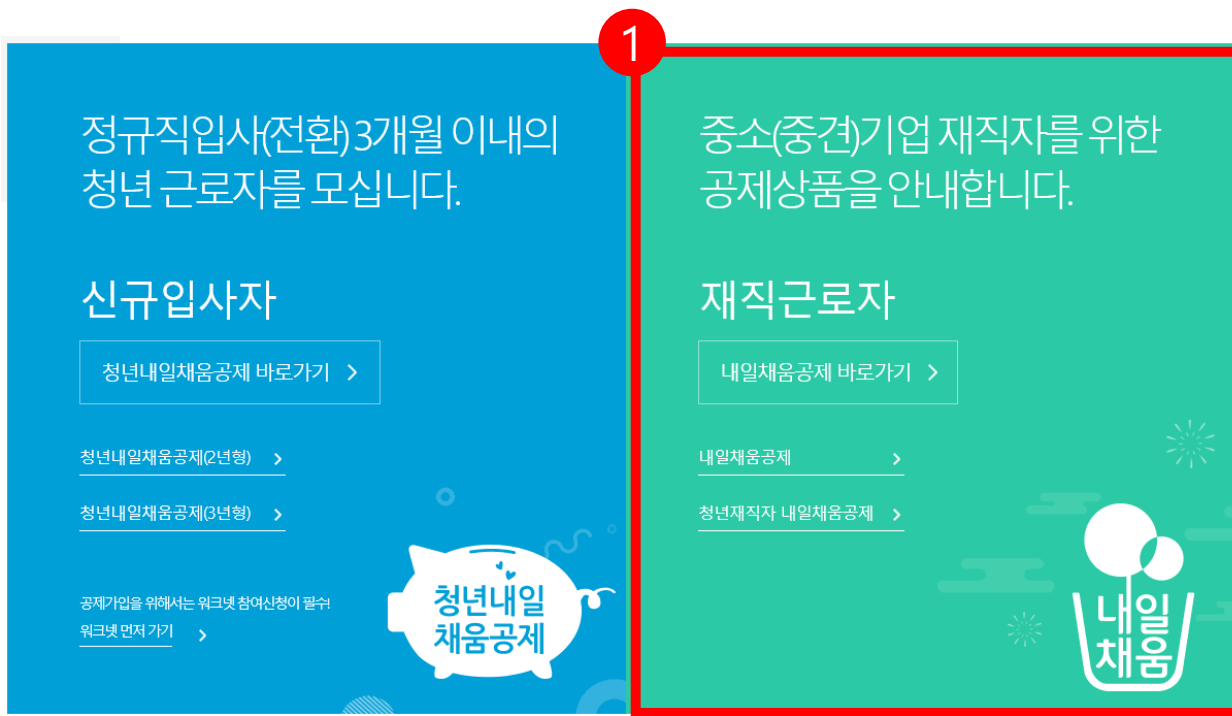 1
정규직입사(전환) 3개월 이내의
청년 근로자를 모십니다.
신규입사자
청년내일채움공제 바로가기 >
청년내일채움공제(2년형) >
청년내일채움공제(3년형) >
공제가입을 위해서는 워크넷 참여신청이 필수!
워크넷 먼저 가기 >
청년내일
채움공제
중소(중견)기업 재직자를 위한
공제상품을 안내합니다.
재직근로자
내일채움공제 바로가기 >
내일채움공제 >
청년재직자 내일채움공제 >
내일
채움